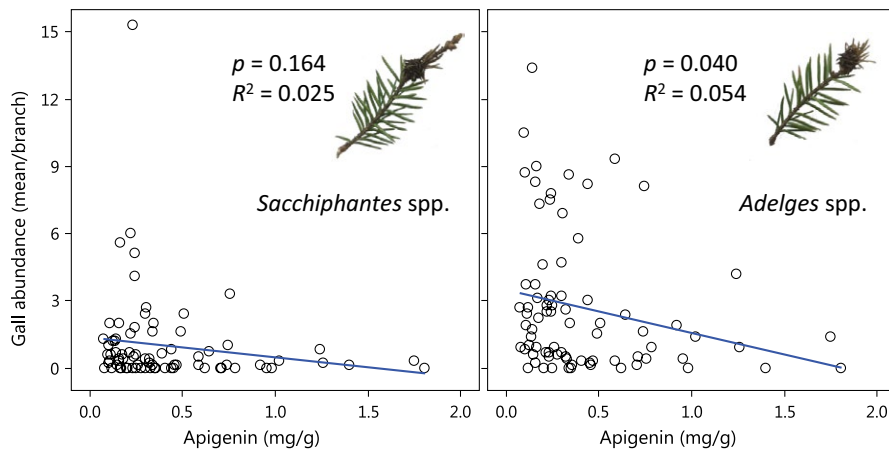 Gall abundance (mean/branch)
15
12
9
6
3
0
p = 0.164
R² = 0.025
Sacchiphantes spp.
0.0 0.5 1.0 1.5 2.0
Apigenin (mg/g)
p = 0.040
R² = 0.054
Adelges spp.
0.0 0.5 1.0 1.5 2.0
Apigenin (mg/g)